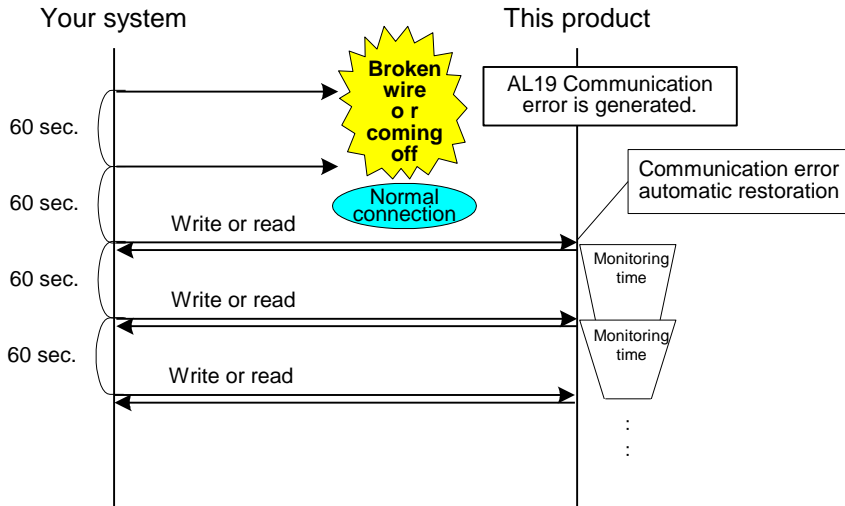 Your system
This product
Broken
wire
o r
coming
off
AL19 Communication
error is generated.
60 sec.
Communication error
automatic restoration
60 sec.
Normal
connection
Write or read
Monitoring
time
60 sec.
Write or read
Monitoring
time
60 sec.
Write or read
:
: